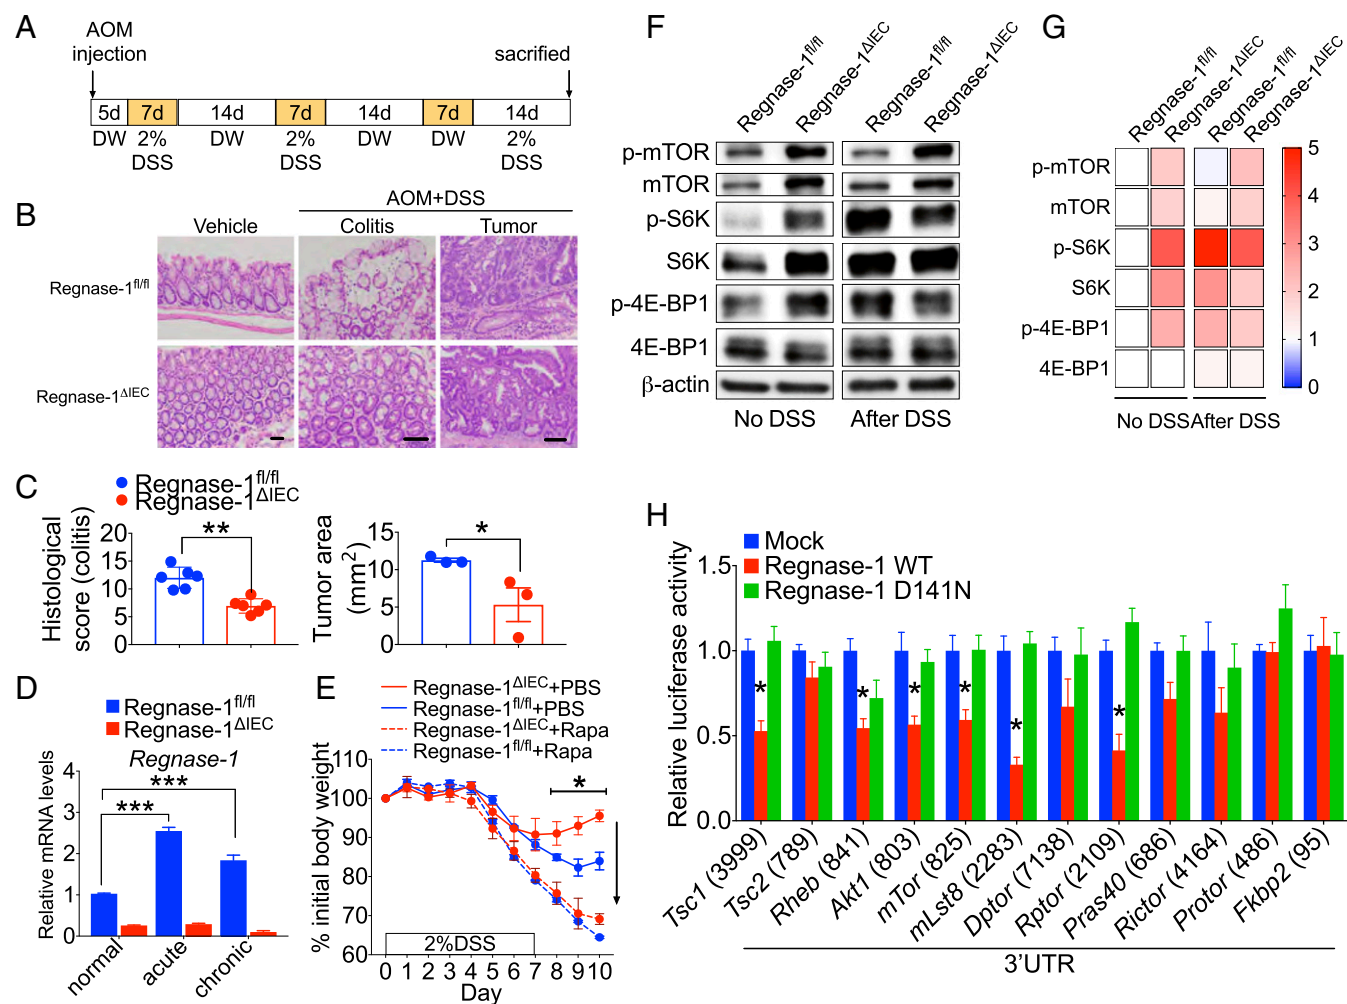 A
AOM
injection
sacrified
5d 7d 14d 7d 14d 7d 14d
DW 2% DW 2% DW 2%
DSS DSS DSS
B
AOM+DSS
Vehicle Colitis Tumor
Regnase-1fl/fl
Regnase-1ΔIEC
C
Regnase-1fl/fl
Regnase-1ΔIEC
Histological
score (colitis)
20
15
10
5
0
**
Tumor area
(mm2)
15
10
5
0
*
D
Regnase-1fl/fl
Regnase-1ΔIEC
Regnase-1
Relative mRNA levels
4
3
2
1
0
***
***
normal acute chronic
E
Regnase-1ΔIEC+PBS
Regnase-1fl/fl+PBS
Regnase-1ΔIEC+Rapa
Regnase-1fl/fl+Rapa
% initial body weight
110
100
90
80
70
60
*
2%DSS
0 1 2 3 4 5 6 7 8 9 10
Day
F
Regnase-1fl/fl Regnase-1ΔIEC Regnase-1fl/fl Regnase-1ΔIEC
p-mTOR
mTOR
p-S6K
S6K
p-4E-BP1
4E-BP1
β-actin
No DSS After DSS
G
Regnase-1fl/fl Regnase-1ΔIEC Regnase-1fl/fl Regnase-1ΔIEC
p-mTOR
mTOR
p-S6K
S6K
p-4E-BP1
4E-BP1
5
4
3
2
1
0
No DSS After DSS
H
Mock
Regnase-1 WT
Regnase-1 D141N
Relative luciferase activity
1.5
1.0
0.5
0.0
* * * * * *
Tsc1 (3999)
Tsc2 (789)
Rheb (841)
Akt1 (803)
mTor (825)
mLst8 (2283)
Dptor (7138)
Rptor (2109)
Pras40 (686)
Rictor (4164)
Protor (486)
Fkbp2 (95)
3'UTR